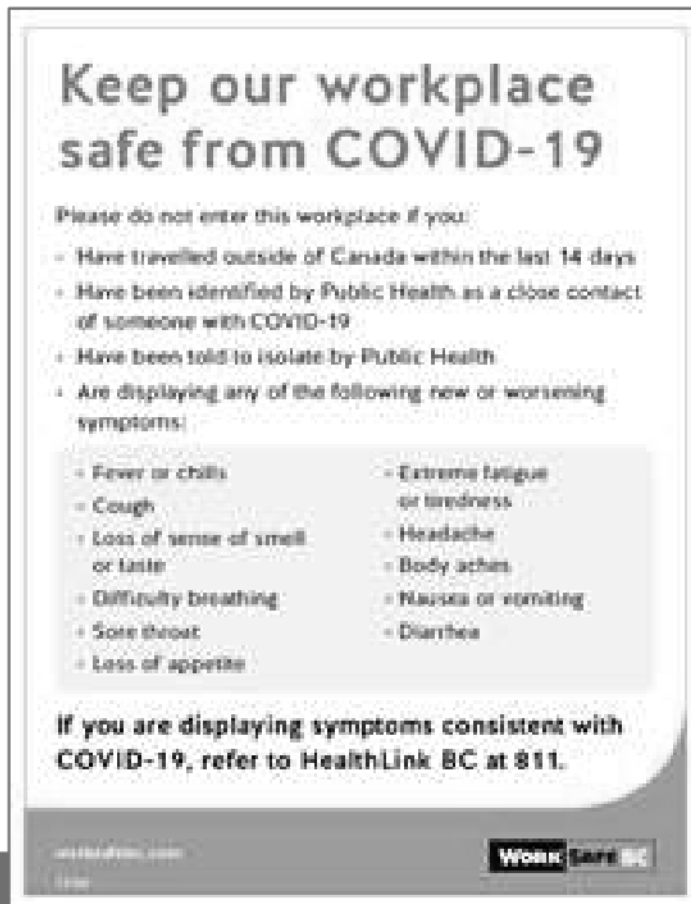 Keep our workplace
safe from COVID-19
Please do not enter this workplace if you:
- Have travelled outside of Canada within the last 14 days
- Have been identified by Public Health as a close contact
of someone with COVID-19
- Have been told to isolate by Public Health
- Are displaying any of the following new or worsening
symptoms:
- Fever or chills
- Cough
- Loss of sense of smell
or taste
- Difficulty breathing
- Sore throat
- Loss of appetite
- Extreme fatigue
or tiredness
- Headache
- Body aches
- Nausea or vomiting
- Diarrhea
If you are displaying symptoms consistent with
COVID-19, refer to HealthLink BC at 811.
WORK SAFE BC